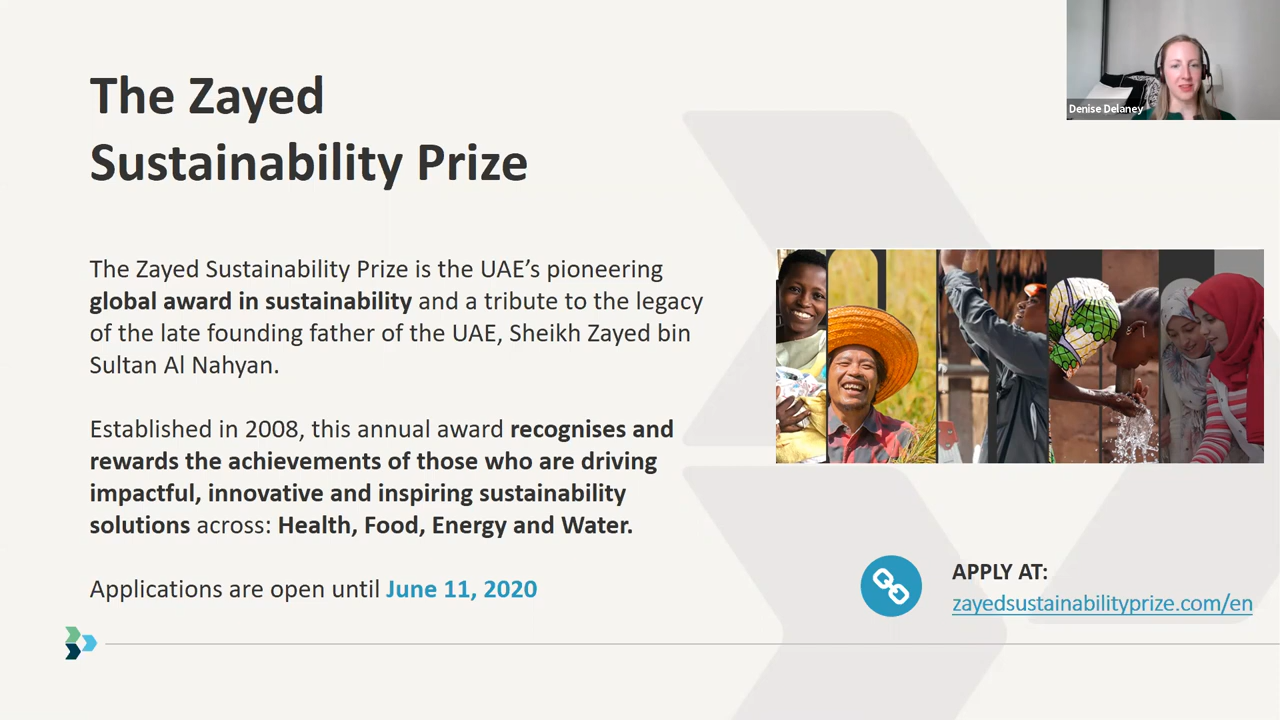 The Zayed
Sustainability Prize
Denise Delaney
The Zayed Sustainability Prize is the UAE’s pioneering
global award in sustainability and a tribute to the legacy
of the late founding father of the UAE, Sheikh Zayed bin
Sultan Al Nahyan.
Established in 2008, this annual award recognises and
rewards the achievements of those who are driving
impactful, innovative and inspiring sustainability
solutions across: Health, Food, Energy and Water.
Applications are open until June 11, 2020
APPLY AT:
zayedsustainabilityprize.com/en